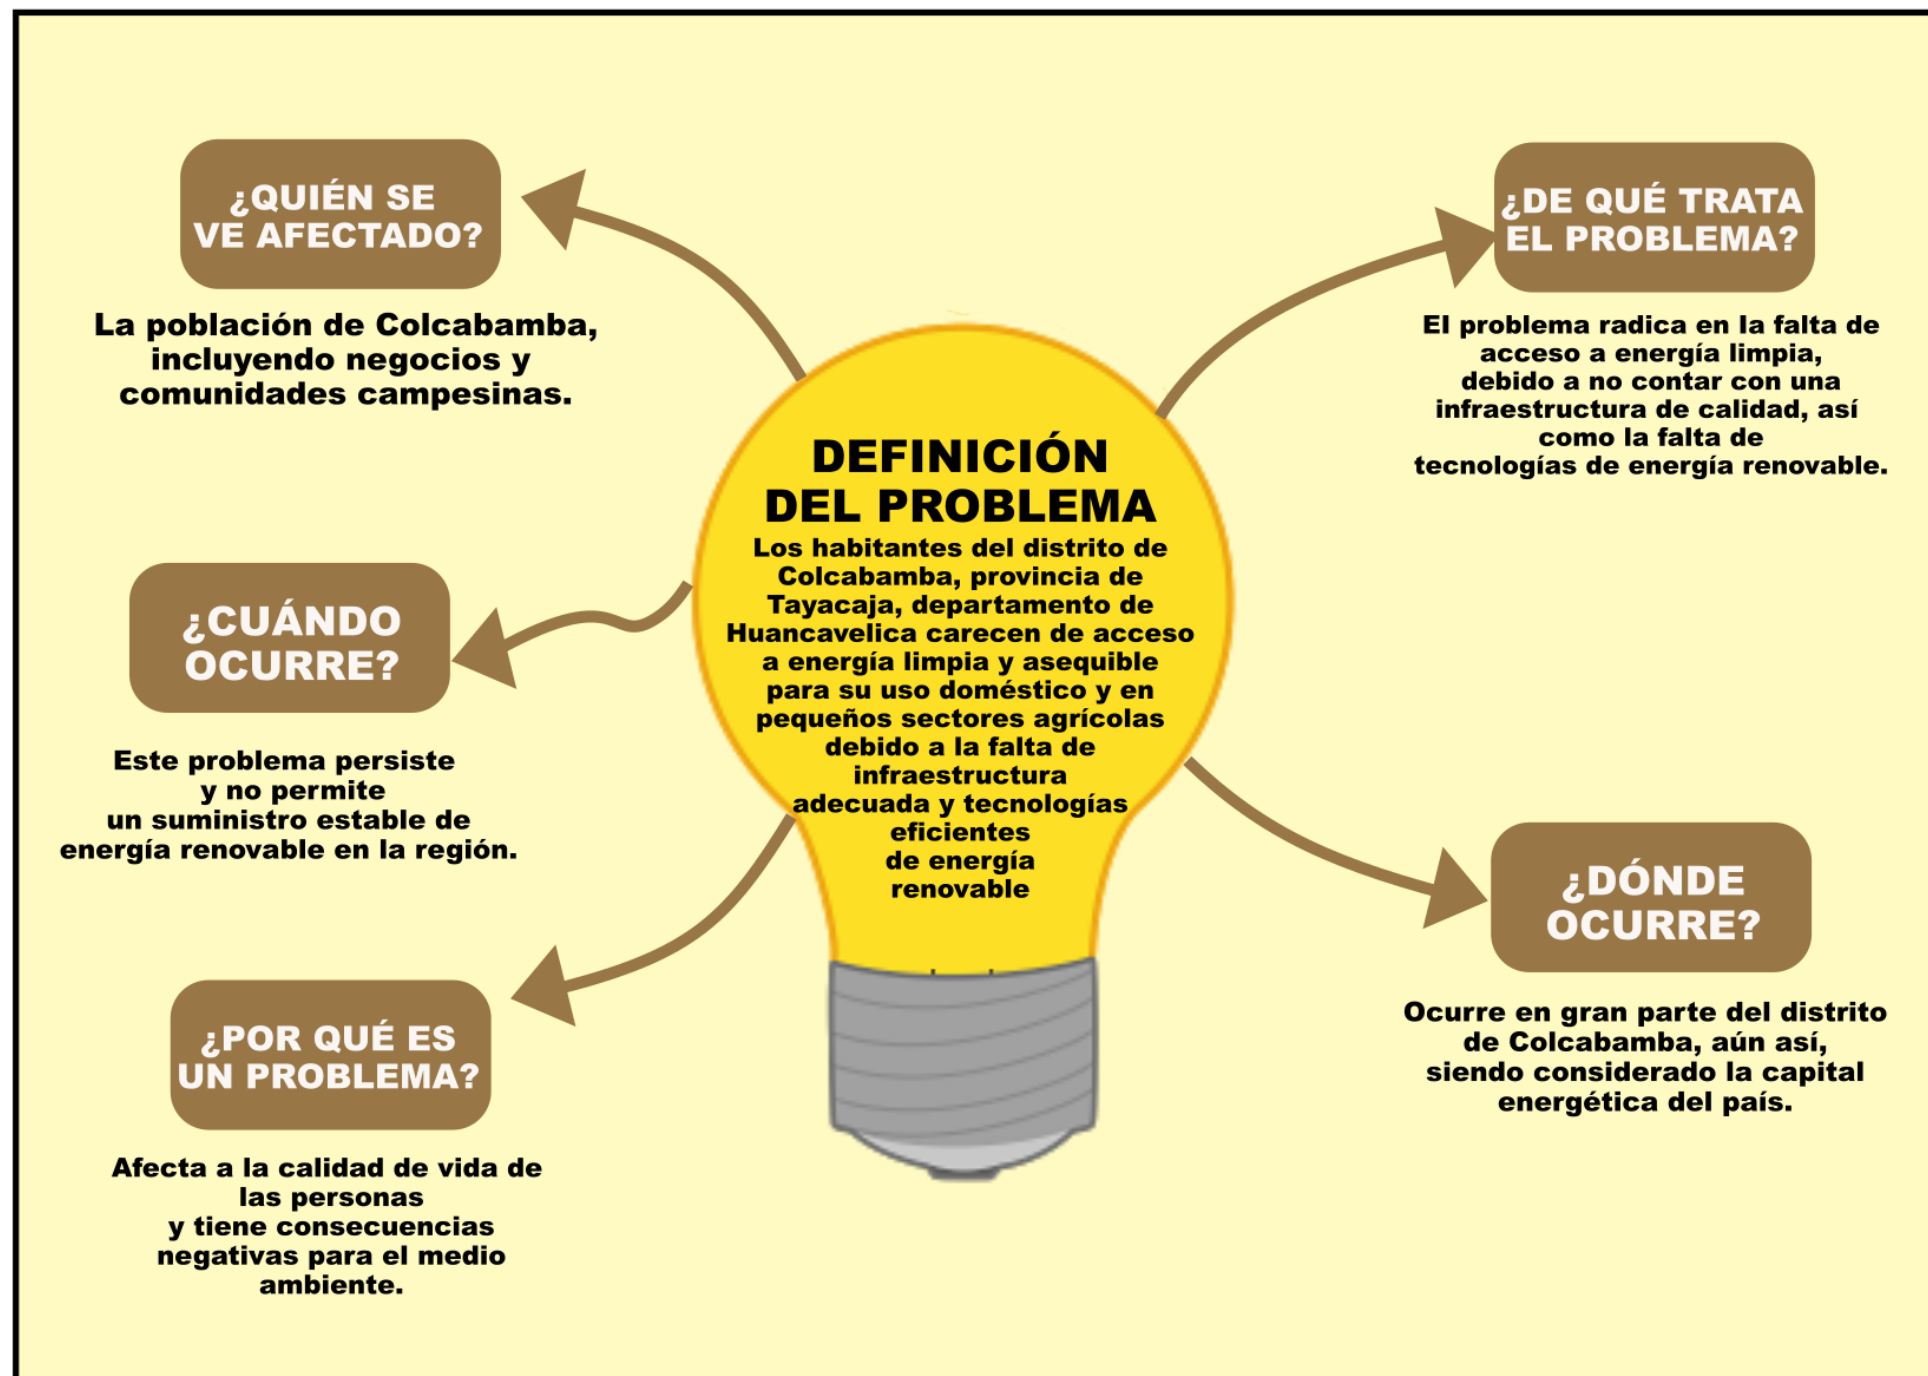 ¿QUIÉN SE
VE AFECTADO?
La población de Colcabamba,
incluyendo negocios y
comunidades campesinas.
¿CUÁNDO
OCURRE?
Este problema persiste
y no permite
un suministro estable de
energía renovable en la región.
¿POR QUÉ ES
UN PROBLEMA?
Afecta a la calidad de vida de
las personas
y tiene consecuencias
negativas para el medio
ambiente.
DEFINICIÓN
DEL PROBLEMA
Los habitantes del distrito de
Colcabamba, provincia de
Tayacaja, departamento de
Huancavelica carecen de acceso
a energía limpia y asequible
para su uso doméstico y en
pequeños sectores agrícolas
debido a la falta de
infraestructura
adecuada y tecnologías
eficientes
de energía
renovable
¿DE QUÉ TRATA
EL PROBLEMA?
El problema radica en la falta de
acceso a energía limpia,
debido a no contar con una
infraestructura de calidad, así
como la falta de
tecnologías de energía renovable.
¿DÓNDE
OCURRE?
Ocurre en gran parte del distrito
de Colcabamba, aún así,
siendo considerado la capital
energética del país.